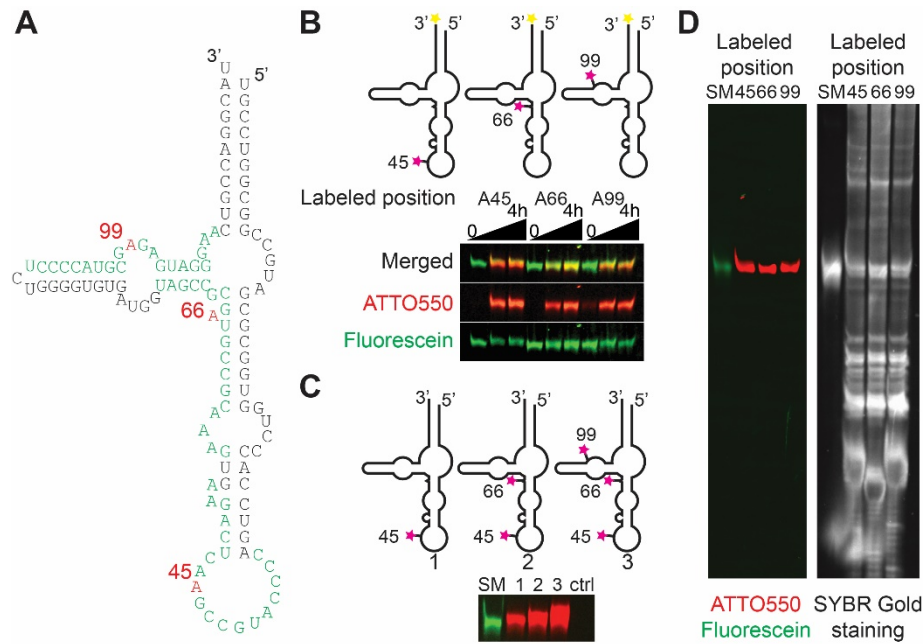 A
3’
5’
99
CUCCCCAUGC
UGUGUGGGGU
66
45
B
3’ 5’ 3’ 5’ 3’ 5’
99
66
45
Labeled position A45 A66 A99
4h 4h 4h
0 0 0
Merged
ATTO550
Fluorescein
C
3’ 5’ 3’ 5’ 3’ 5’
99
66 66
45 45 45
1 2 3
SM 1 2 3 ctrl
D
Labeled position
SM 45 66 99
ATTO550
Fluorescein
Labeled position
SM 45 66 99
SYBR Gold
staining